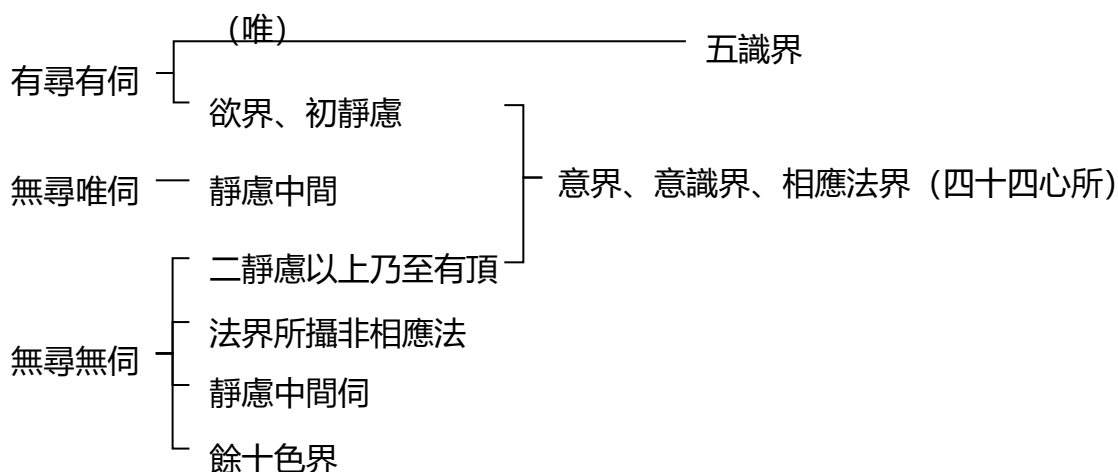 （唯）
五識界
有尋有伺
欲界、初靜慮
無尋唯伺
靜慮中間
意界、意識界、相應法界（四十四心所）
二靜慮以上乃至有頂
法界所攝非相應法
無尋無伺
靜慮中間伺
餘十色界